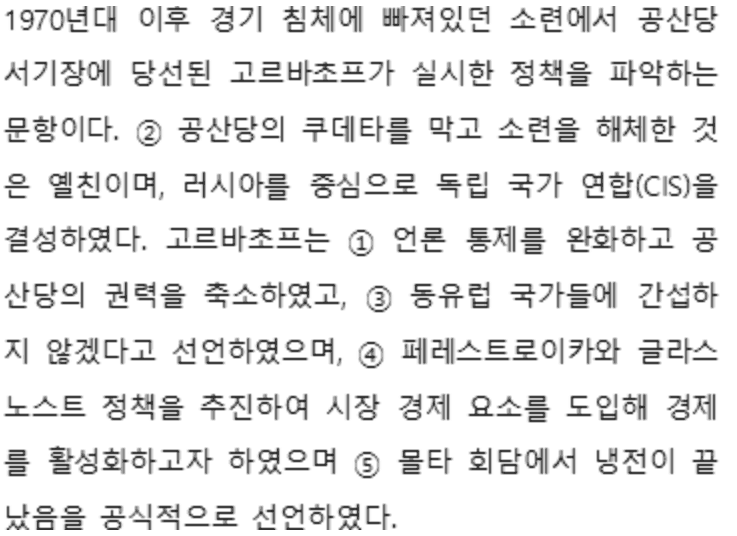 1970년대 이후 경기 침체에 빠져있던 소련에서 공산당
서기장에 당선된 고르바초프가 실시한 정책을 파악하는
문항이다. ② 공산당의 쿠데타를 막고 소련을 해체한 것
은 옐친이며, 러시아를 중심으로 독립 국가 연합(CIS)을
결성하였다. 고르바초프는 ① 언론 통제를 완화하고 공
산당의 권력을 축소하였고, ③ 동유럽 국가들에 간섭하
지 않겠다고 선언하였으며, ④ 페레스트로이카와 글라스
노스트 정책을 추진하여 시장 경제 요소를 도입해 경제
를 활성화하고자 하였으며 ⑤ 몰타 회담에서 냉전이 끝
났음을 공식적으로 선언하였다.